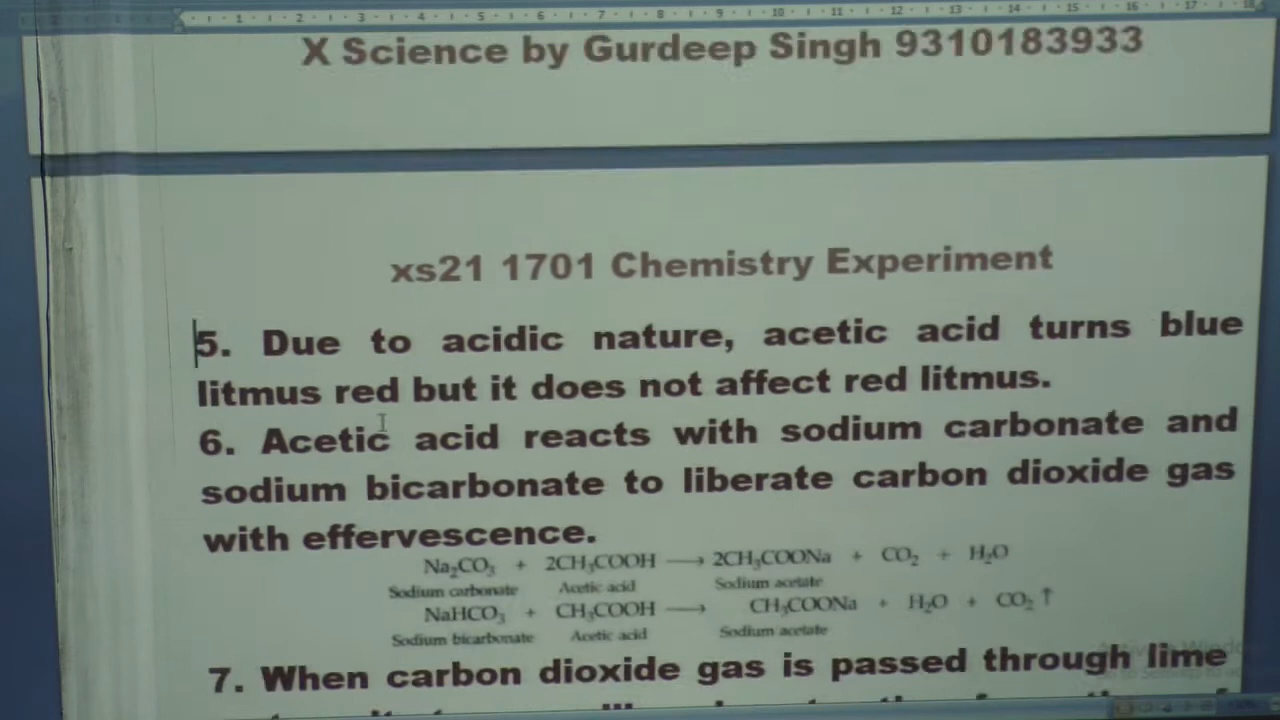 X Science by Gurdeep Singh 9310183933
xs21 1701 Chemistry Experiment
5. Due to acidic nature, acetic acid turns blue
litmus red but it does not affect red litmus.
6. Acetic acid reacts with sodium carbonate and
sodium bicarbonate to liberate carbon dioxide gas
with effervescence.
Na₂CO₃ + 2CH₃COOH ⟶ 2CH₃COONa + CO₂ + H₂O
Sodium carbonate Acetic acid Sodium acetate
NaHCO₃ + CH₃COOH ⟶ CH₃COONa + H₂O + CO₂ ↑
Sodium bicarbonate Acetic acid Sodium acetate
7. When carbon dioxide gas is passed through lime